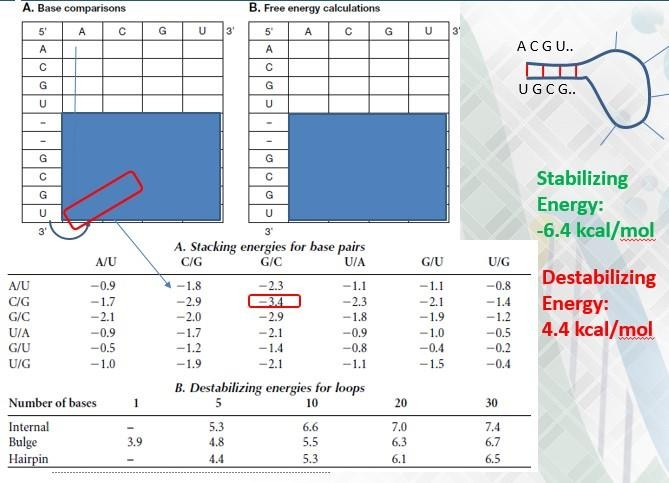 A. Base comparisons
5' A C G U 3'
A
C
G
U
-
-
G
C
G
U
3'
B. Free energy calculations
5' A C G U 3'
A
C
G
U
-
-
G
C
G
U
3'
A C G U..
U G C G..
Stabilizing
Energy:
-6.4 kcal/mol
Destabilizing
Energy:
4.4 kcal/mol
A. Stacking energies for base pairs
A/U C/G G/C U/A G/U U/G
A/U −0.9 −1.8 −2.3 −1.1 −1.1 −0.8
C/G −1.7 −2.9 −3.4 −2.3 −2.1 −1.4
G/C −2.1 −2.0 −2.9 −1.8 −1.9 −1.2
U/A −0.9 −1.7 −2.1 −0.9 −1.0 −0.5
G/U −0.5 −1.2 −1.4 −0.8 −0.4 −0.2
U/G −1.0 −1.9 −2.1 −1.1 −1.5 −0.4
B. Destabilizing energies for loops
Number of bases 1 5 10 20 30
Internal – 5.3 6.6 7.0 7.4
Bulge 3.9 4.8 5.5 6.3 6.7
Hairpin – 4.4 5.3 6.1 6.5